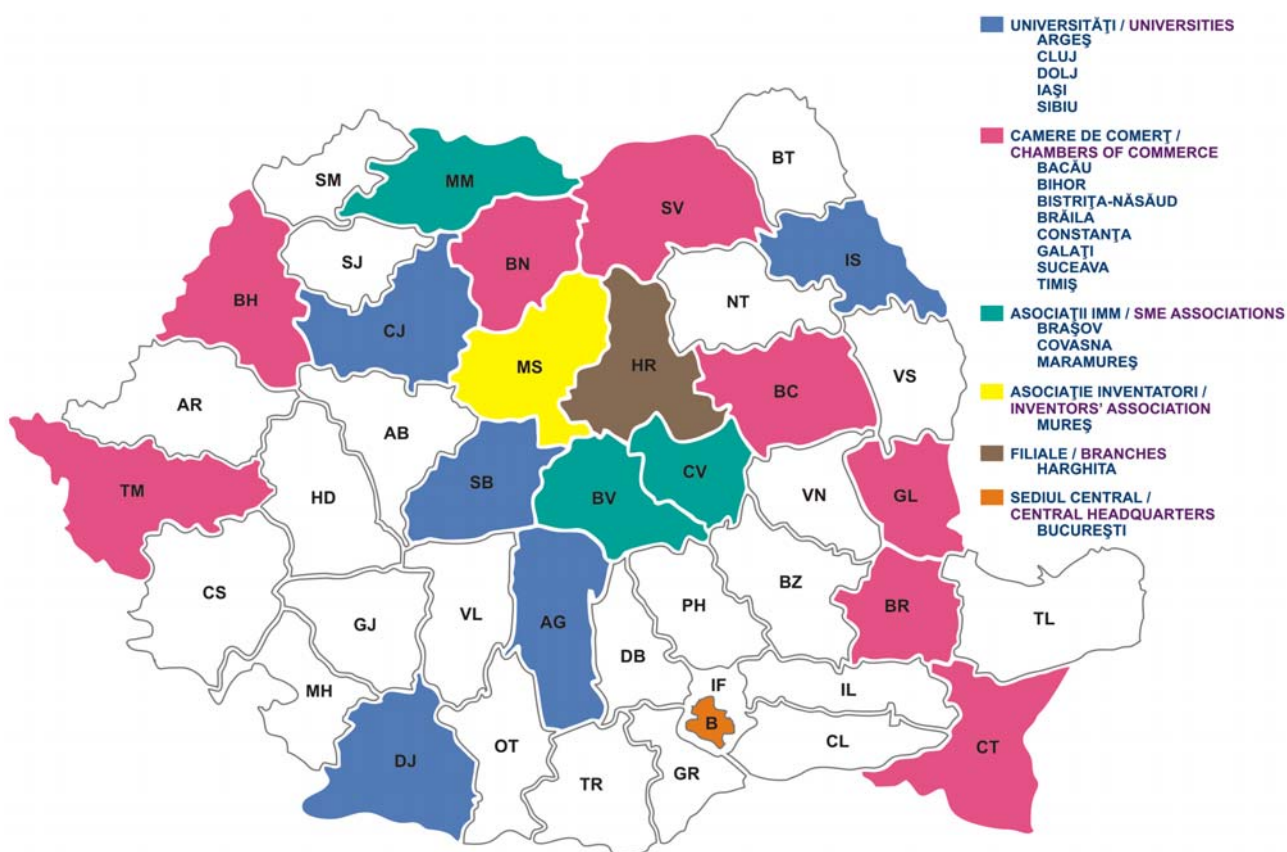 UNIVERSITĂŢI / UNIVERSITIES
ARGEŞ
CLUJ
DOLJ
IAŞI
SIBIU
CAMERE DE COMERŢ /
CHAMBERS OF COMMERCE
BACĂU
BIHOR
BISTRIŢA-NĂSĂUD
BRĂILA
CONSTANŢA
GALAŢI
SUCEAVA
TIMIŞ
ASOCIAŢII IMM / SME ASSOCIATIONS
BRAŞOV
COVASNA
MARAMUREŞ
ASOCIAŢIE INVENTATORI /
INVENTORS’ ASSOCIATION
MUREŞ
FILIALE / BRANCHES
HARGHITA
SEDIUL CENTRAL /
CENTRAL HEADQUARTERS
BUCUREŞTI
BT
SM
MM
SV
SJ
BN
IS
BH
NT
CJ
MS
HR
VS
BC
AR
AB
CV
TM
SB
BV
VN
GL
HD
CS
BZ
PH
BR
TL
VL
AG
GJ
DB
MH
IF
IL
B
CL
OT
CT
DJ
GR
TR